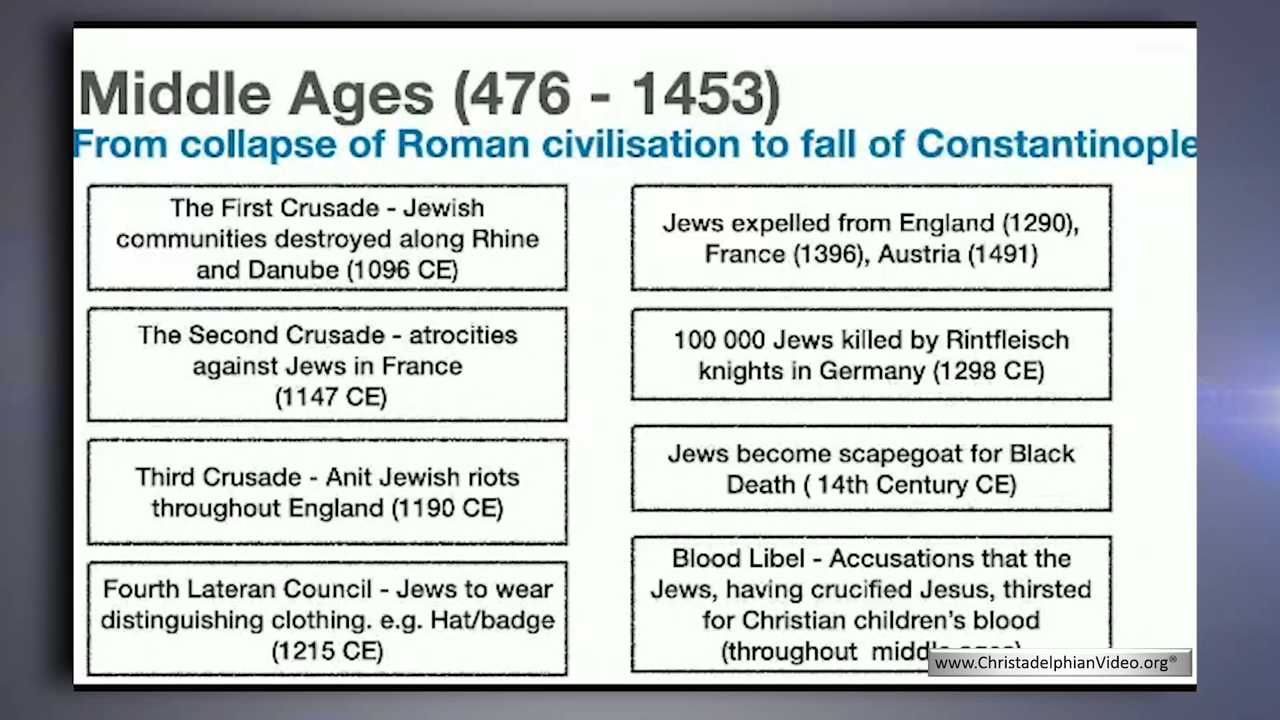 Middle Ages (476 - 1453)
From collapse of Roman civilisation to fall of Constantinople
The First Crusade - Jewish
communities destroyed along Rhine
and Danube (1096 CE)
The Second Crusade - atrocities
against Jews in France
(1147 CE)
Third Crusade - Anit Jewish riots
throughout England (1190 CE)
Fourth Lateran Council - Jews to wear
distinguishing clothing. e.g. Hat/badge
(1215 CE)
Jews expelled from England (1290),
France (1396), Austria (1491)
100 000 Jews killed by Rintfleisch
knights in Germany (1298 CE)
Jews become scapegoat for Black
Death ( 14th Century CE)
Blood Libel - Accusations that the
Jews, having crucified Jesus, thirsted
for Christian children's blood
(throughout middle ages)
www.ChristadelphianVideo.org®